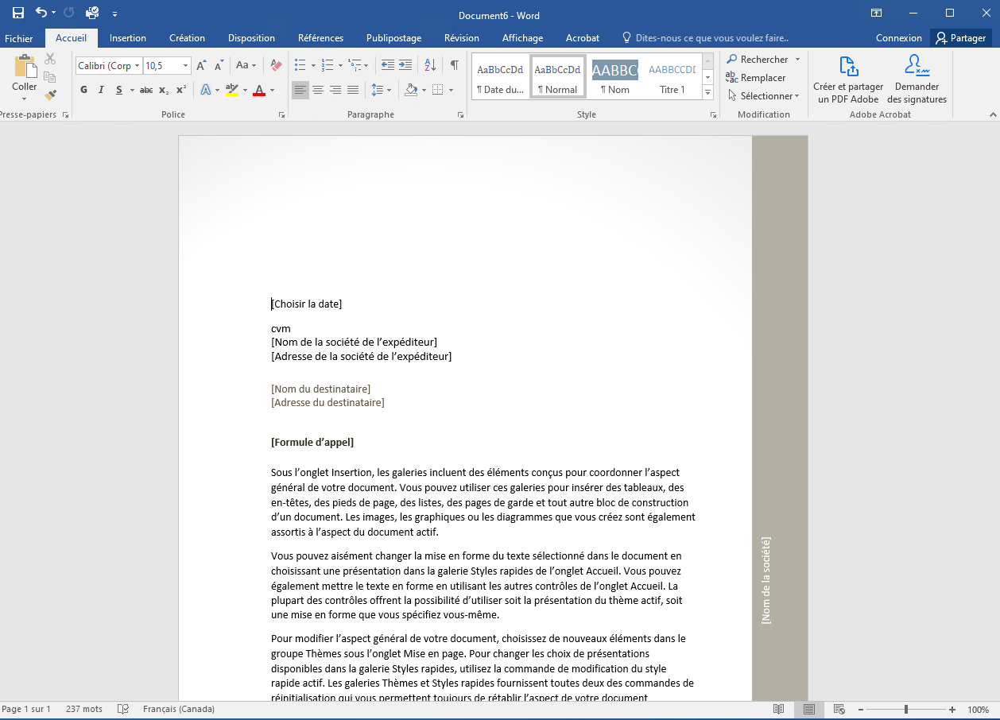 Document6 - Word
Fichier Accueil Insertion Création Disposition Références Publipostage Révision Affichage Acrobat Dites-nous ce que vous voulez faire.. Connexion Partager
Coller
Presse-papiers
Calibri (Corp 10,5
A A Aa
G I S abc x₂ x² A ab A
Police
Paragraphe
AaBbCcDd AaBbCcDd AABBC AABBCCDI
¶ Date du... ¶ Normal ¶ Nom Titre 1
Style
Rechercher
Remplacer
Sélectionner
Modification
Créer et partager un PDF Adobe
Demander des signatures
Adobe Acrobat
[Choisir la date]
cvm
[Nom de la société de l’expéditeur]
[Adresse de la société de l’expéditeur]
[Nom du destinataire]
[Adresse du destinataire]
[Formule d’appel]
Sous l’onglet Insertion, les galeries incluent des éléments conçus pour coordonner l’aspect
général de votre document. Vous pouvez utiliser ces galeries pour insérer des tableaux, des
en-têtes, des pieds de page, des listes, des pages de garde et tout autre bloc de construction
d’un document. Les images, les graphiques ou les diagrammes que vous créez sont également
assortis à l’aspect du document actif.
Vous pouvez aisément changer la mise en forme du texte sélectionné dans le document en
choisissant une présentation dans la galerie Styles rapides de l’onglet Accueil. Vous pouvez
également mettre le texte en forme en utilisant les autres contrôles de l’onglet Accueil. La
plupart des contrôles offrent la possibilité d’utiliser soit la présentation du thème actif, soit
une mise en forme que vous spécifiez vous-même.
Pour modifier l’aspect général de votre document, choisissez de nouveaux éléments dans le
groupe Thèmes sous l’onglet Mise en page. Pour changer les choix de présentations
disponibles dans la galerie Styles rapides, utilisez la commande de modification du style
rapide actif. Les galeries Thèmes et Styles rapides fournissent toutes deux des commandes de
réinitialisation qui vous permettent toujours de rétablir l’aspect de votre document
[Nom de la société]
Page 1 sur 1 237 mots Français (Canada) 100%